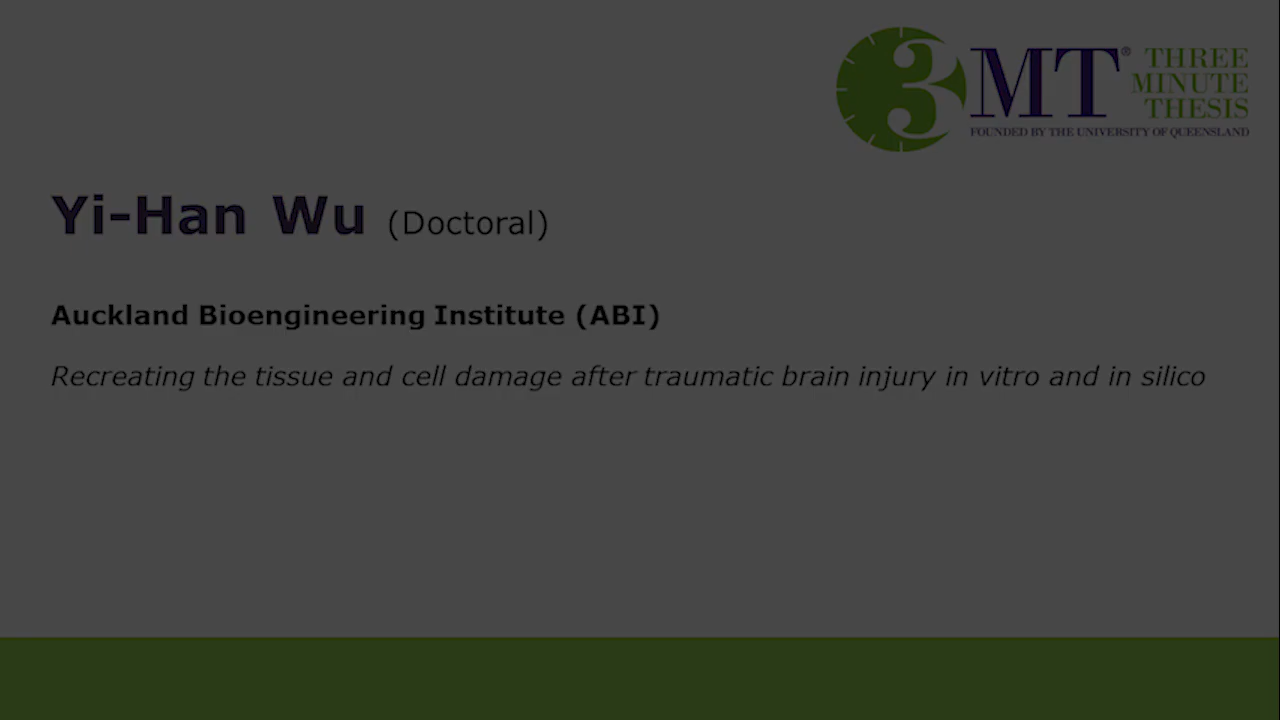 3MT® THREE
MINUTE
THESIS
FOUNDED BY THE UNIVERSITY OF QUEENSLAND
Yi-Han Wu (Doctoral)
Auckland Bioengineering Institute (ABI)
Recreating the tissue and cell damage after traumatic brain injury in vitro and in silico